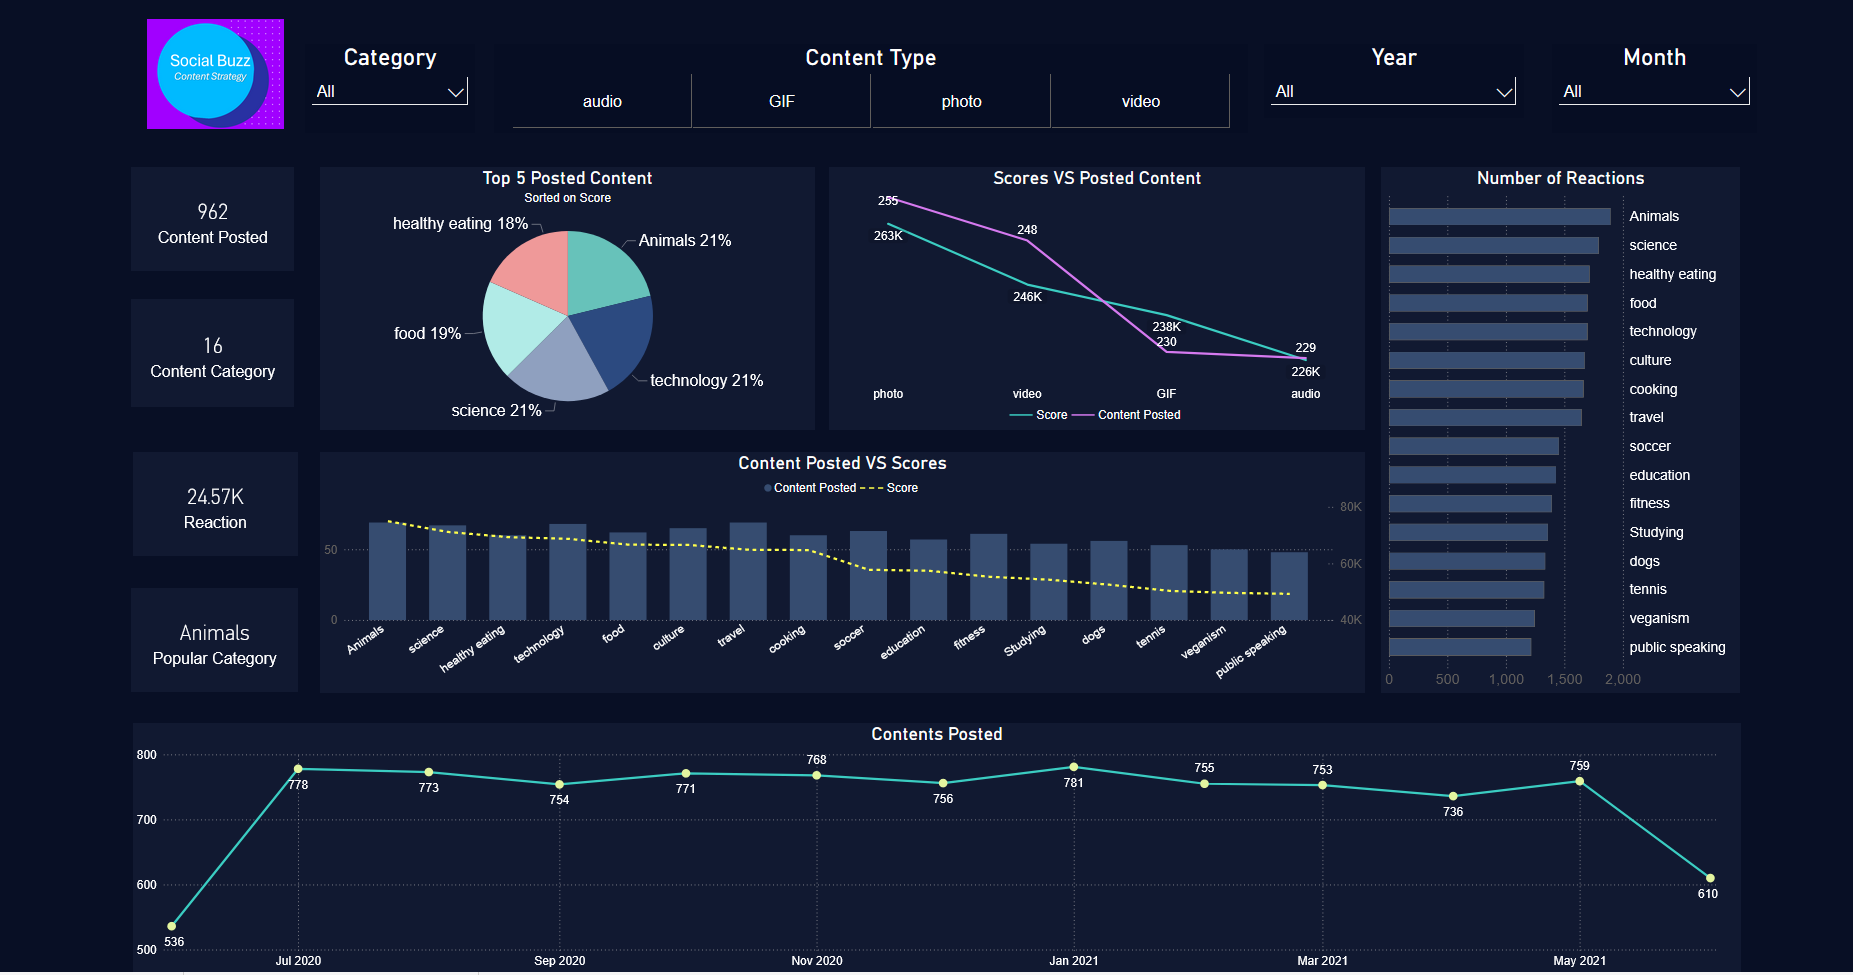 Social Buzz
Content Strategy
Category
All
Content Type
audio
GIF
photo
video
Year
All
Month
All
962
Content Posted
16
Content Category
24.57K
Reaction
Animals
Popular Category
Top 5 Posted Content
Sorted on Score
healthy eating 18%
Animals 21%
food 19%
technology 21%
science 21%
Scores VS Posted Content
255
263K
248
246K
238K
230
229
226K
photo
video
GIF
audio
Score
Content Posted
Number of Reactions
Animals
science
healthy eating
food
technology
culture
cooking
travel
soccer
education
fitness
Studying
dogs
tennis
veganism
public speaking
0
500
1,000
1,500
2,000
Content Posted VS Scores
Content Posted
Score
80K
50
60K
0
40K
Animals
science
healthy eating
technology
food
culture
travel
cooking
soccer
education
fitness
Studying
dogs
tennis
veganism
public speaking
Contents Posted
800
700
600
500
536
778
773
754
771
768
756
781
755
753
736
759
610
Jul 2020
Sep 2020
Nov 2020
Jan 2021
Mar 2021
May 2021